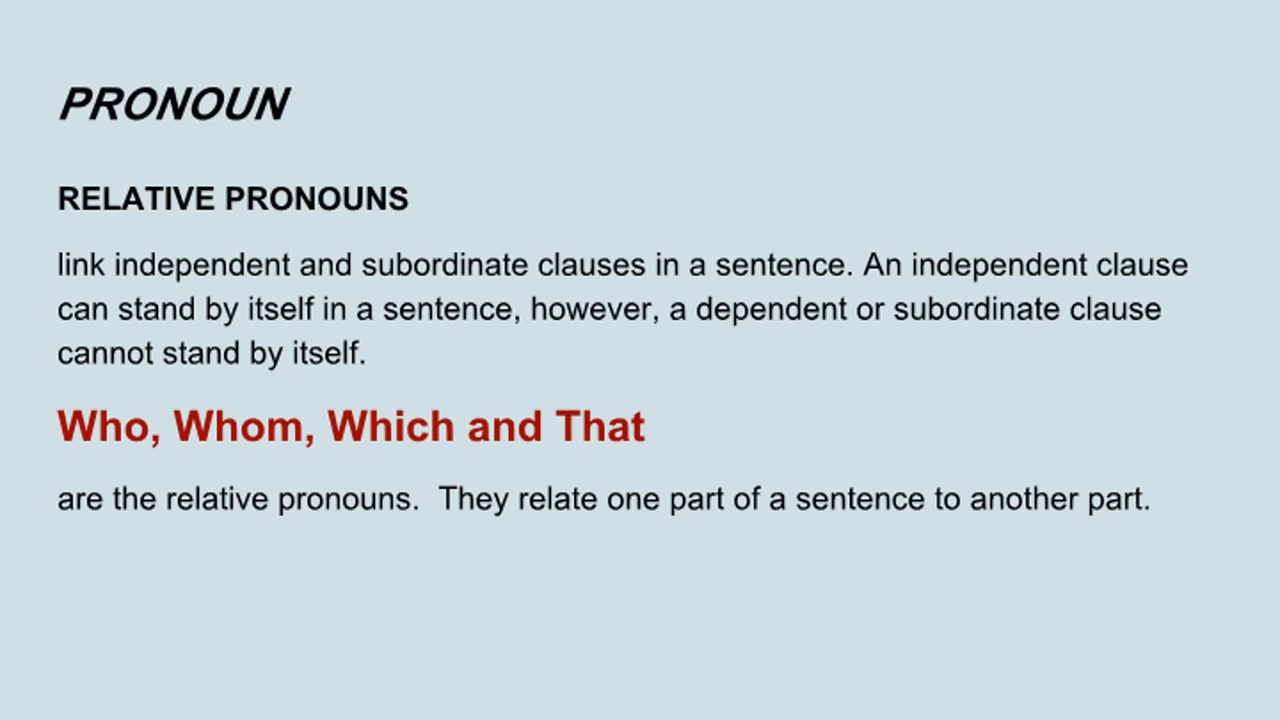 PRONOUN
RELATIVE PRONOUNS
link independent and subordinate clauses in a sentence. An independent clause
can stand by itself in a sentence, however, a dependent or subordinate clause
cannot stand by itself.
Who, Whom, Which and That
are the relative pronouns.  They relate one part of a sentence to another part.